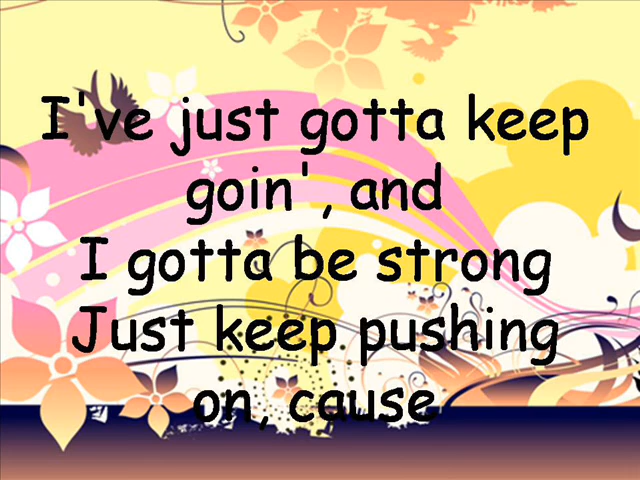 I've just gotta keep
goin', and
I gotta be strong
Just keep pushing
on, cause